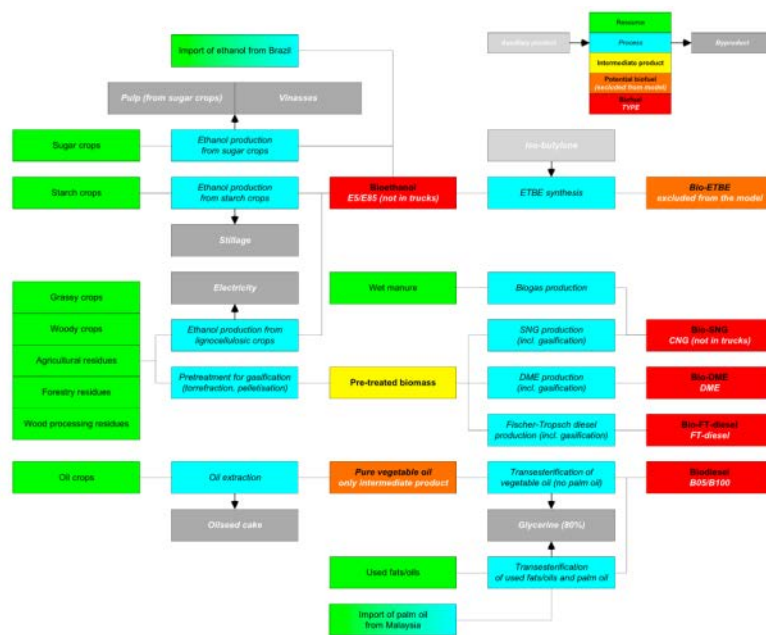 Resource
Import of ethanol from Brazil
Auxiliary product
Process
Byproduct
Intermediate product
Potential biofuel
(excluded from model)
Biofuel
TYPE
Pulp (from sugar crops)
Vinasses
Sugar crops
Ethanol production
from sugar crops
Iso-butylene
Starch crops
Ethanol production
from starch crops
Bioethanol
E5/E85 (not in trucks)
ETBE synthesis
Bio-ETBE
excluded from the model
Stillage
Electricity
Grassy crops
Wet manure
Biogas production
Woody crops
Ethanol production from
lignocellulosic crops
SNG production
(incl. gasification)
Bio-SNG
CNG (not in trucks)
Agricultural residues
Forestry residues
Pretreatment for gasification
(torrefraction, pelletisation)
Pre-treated biomass
DME production
(incl. gasification)
Bio-DME
DME
Wood processing residues
Fischer-Tropsch diesel
production (incl. gasification)
Bio-FT-diesel
FT-diesel
Oil crops
Oil extraction
Pure vegetable oil
only intermediate product
Transesterification of
vegetable oil (no palm oil)
Biodiesel
B05/B100
Oilseed cake
Glycerine (80%)
Used fats/oils
Transesterification
of used fats/oils and palm oil
Import of palm oil
from Malaysia